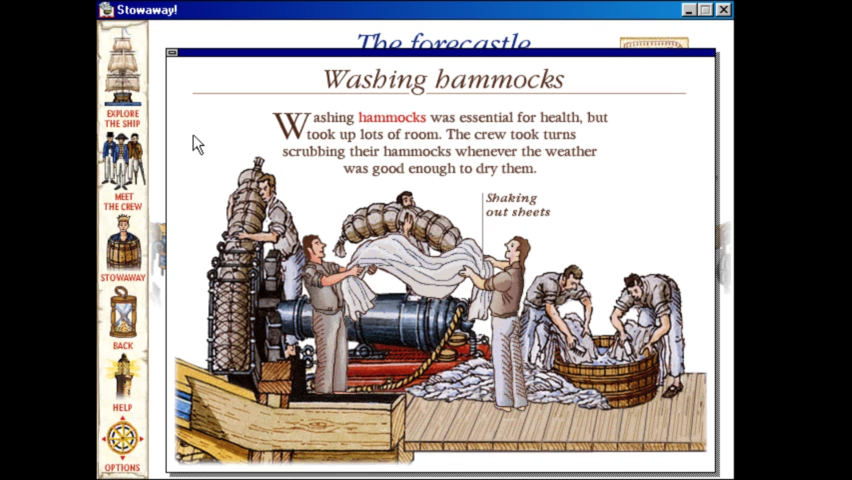 Stowaway!
The forecastle
EXPLORE
THE SHIP
MEET
THE CREW
STOWAWAY
BACK
HELP
OPTIONS
Washing hammocks
Washing hammocks was essential for health, but
took up lots of room. The crew took turns
scrubbing their hammocks whenever the weather
was good enough to dry them.
Shaking
out sheets